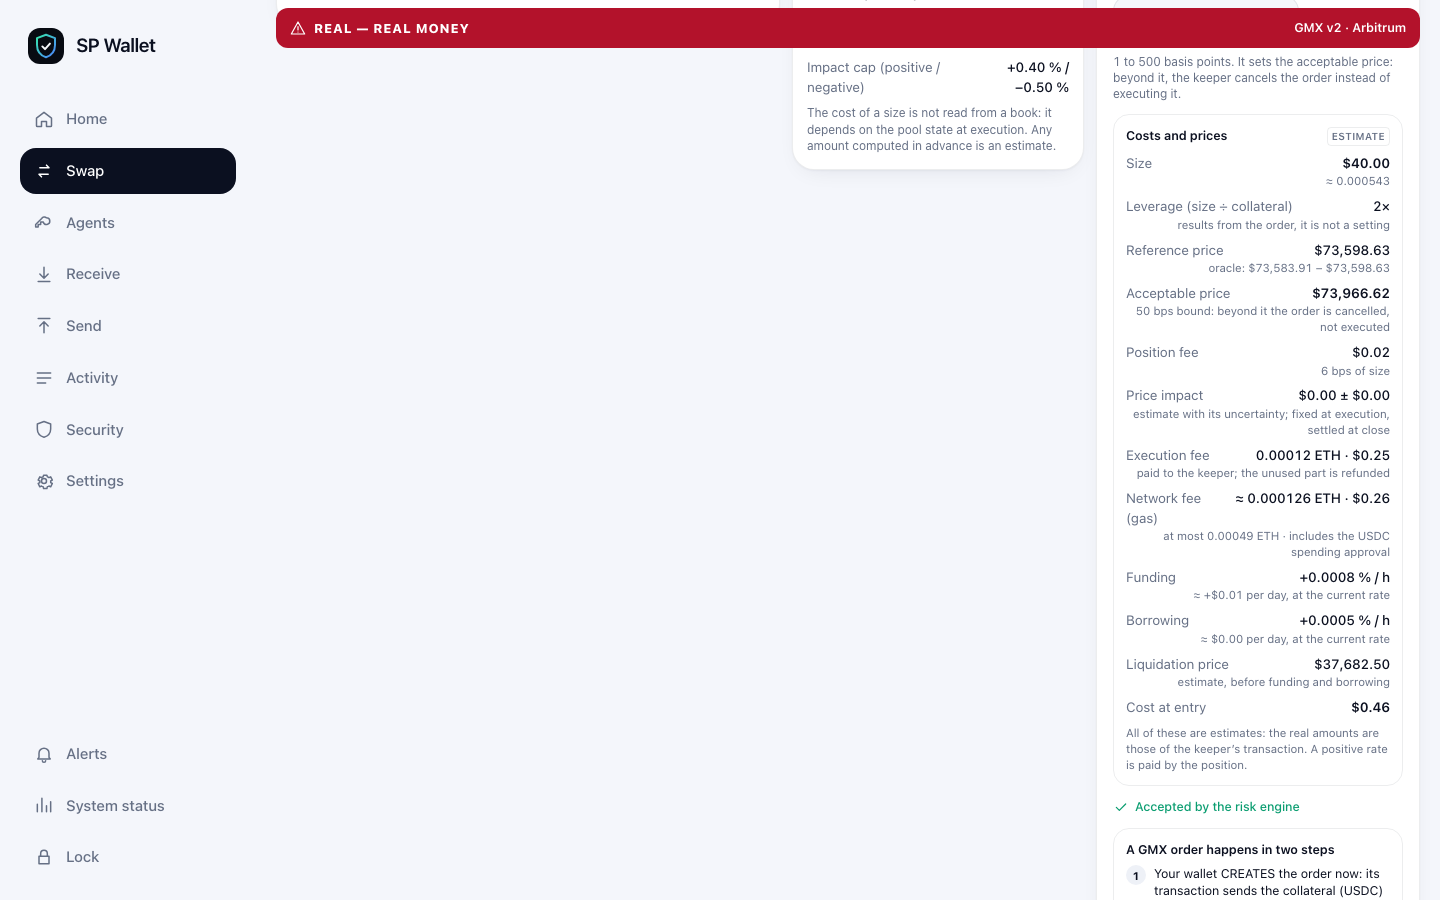 SP Wallet
Home
Swap
Agents
Receive
Send
Activity
Security
Settings
Alerts
System status
Lock
REAL — REAL MONEY
GMX v2 · Arbitrum
Impact cap (positive / negative)
+0.40 % / −0.50 %
The cost of a size is not read from a book: it
depends on the pool state at execution. Any
amount computed in advance is an estimate.
1 to 500 basis points. It sets the acceptable price:
beyond it, the keeper cancels the order instead of
executing it.
Costs and prices
ESTIMATE
Size
$40.00
≈ 0.000543
Leverage (size ÷ collateral)
2×
results from the order, it is not a setting
Reference price
$73,598.63
oracle: $73,583.91 – $73,598.63
Acceptable price
$73,966.62
50 bps bound: beyond it the order is cancelled,
not executed
Position fee
$0.02
6 bps of size
Price impact
$0.00 ± $0.00
estimate with its uncertainty; fixed at execution,
settled at close
Execution fee
0.00012 ETH · $0.25
paid to the keeper; the unused part is refunded
Network fee (gas)
≈ 0.000126 ETH · $0.26
at most 0.00049 ETH · includes the USDC
spending approval
Funding
+0.0008 % / h
≈ +$0.01 per day, at the current rate
Borrowing
+0.0005 % / h
≈ $0.00 per day, at the current rate
Liquidation price
$37,682.50
estimate, before funding and borrowing
Cost at entry
$0.46
All of these are estimates: the real amounts are
those of the keeper’s transaction. A positive rate
is paid by the position.
Accepted by the risk engine
A GMX order happens in two steps
1
Your wallet CREATES the order now: its
transaction sends the collateral (USDC)